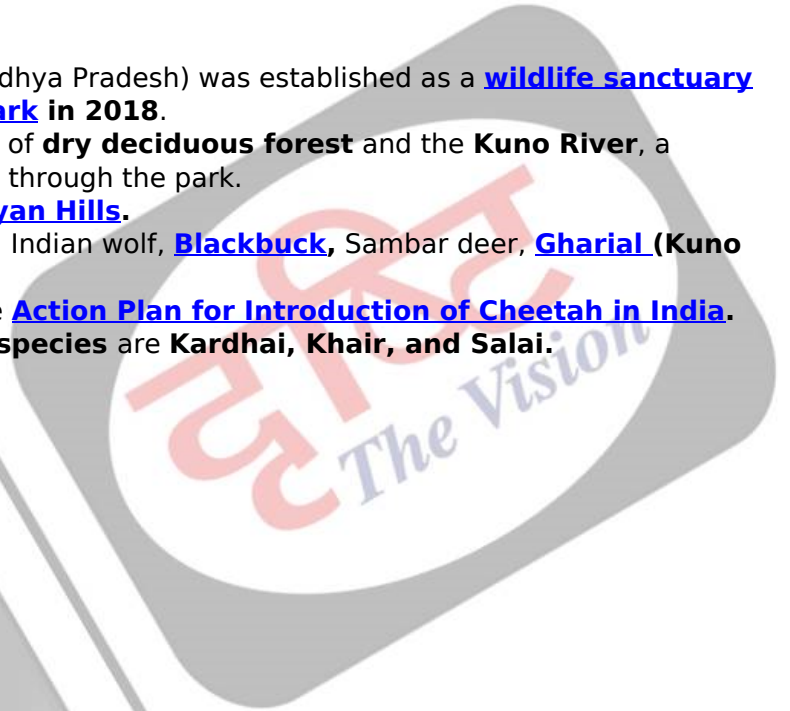 dhya Pradesh) was established as a wildlife sanctuary
ark in 2018.
of dry deciduous forest and the Kuno River, a
through the park.
yan Hills.
Indian wolf, Blackbuck, Sambar deer, Gharial (Kuno
e Action Plan for Introduction of Cheetah in India.
species are Kardhai, Khair, and Salai.
दृष्टि
The Vision